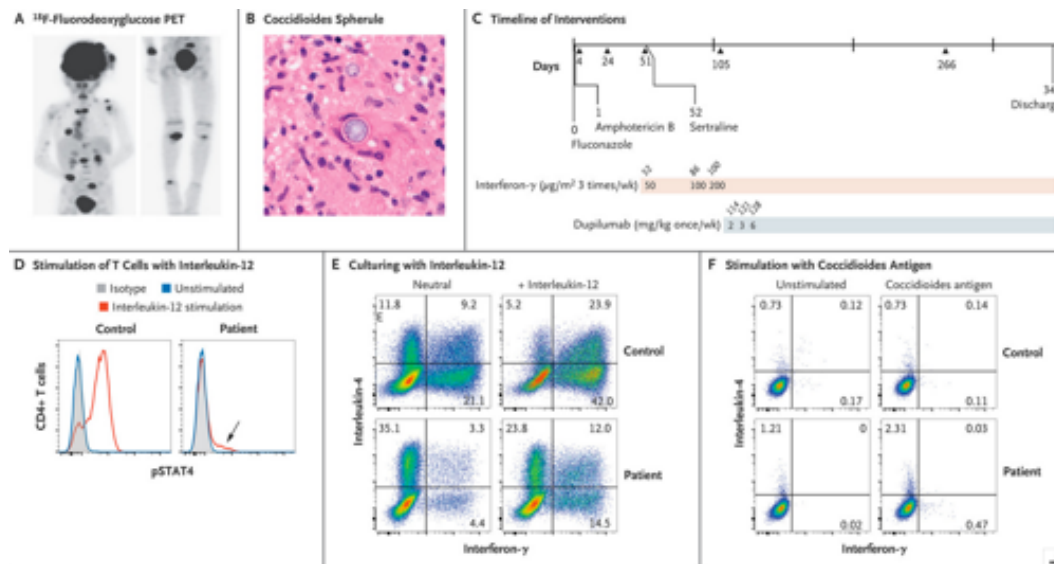 A ¹⁸F-Fluorodeoxyglucose PET
B Coccidioides Spherule
C Timeline of Interventions
Days
4 24 51 105 266
34
Discharg
1 52
Amphotericin B Sertraline
0
Fluconazole
52 86 100
Interferon-γ (μg/m² 3 times/wk) 50 100 200
Dupilumab (mg/kg once/wk) 2 3 6
D Stimulation of T Cells with Interleukin-12
Isotype Unstimulated
Interleukin-12 stimulation
Control Patient
CD4+ T cells
pSTAT4
E Culturing with Interleukin-12
Neutral + Interleukin-12
11.8 9.2 5.2 23.9
Control
21.1 42.0
Interleukin-4
35.1 3.3 23.8 12.0
Patient
4.4 14.5
Interferon-γ
F Stimulation with Coccidioides Antigen
Unstimulated Coccidioides antigen
0.73 0.12 0.73 0.14
Control
0.17 0.11
Interleukin-4
1.21 0 2.31 0.03
Patient
0.02 0.47
Interferon-γ